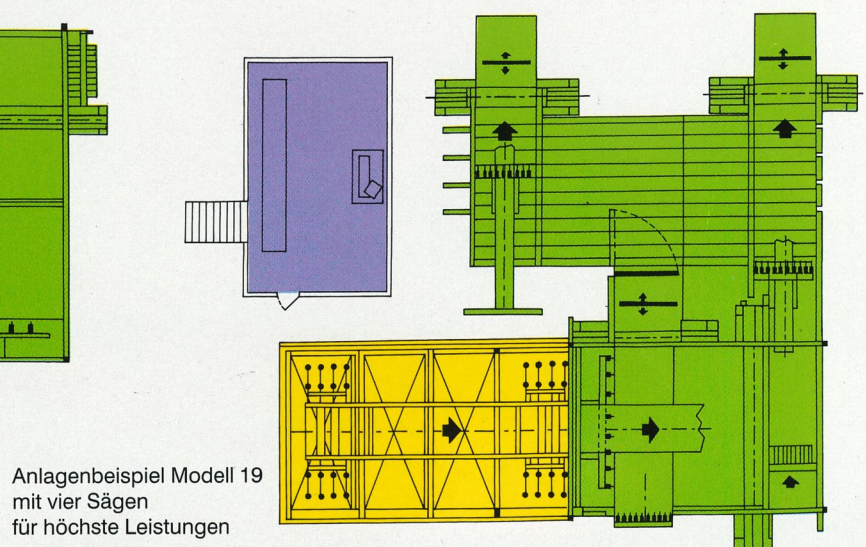 Anlagenbeispiel Modell 19
mit vier Sägen
für höchste Leistungen